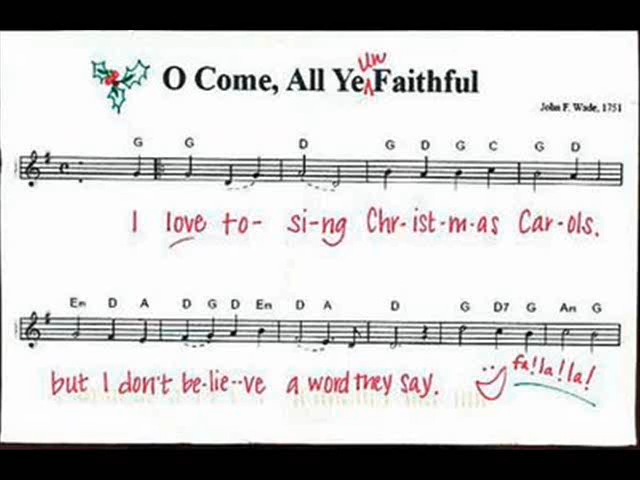 un
O Come, All Ye Faithful
John F. Wade, 1751
G G D G D G C G D
I love to- si-ng Chr-ist-m-as Car-ols.
Em D A D G D Em D A D G D7 G Am G
but I don't be-lie--ve a word they say. fa!la!la!